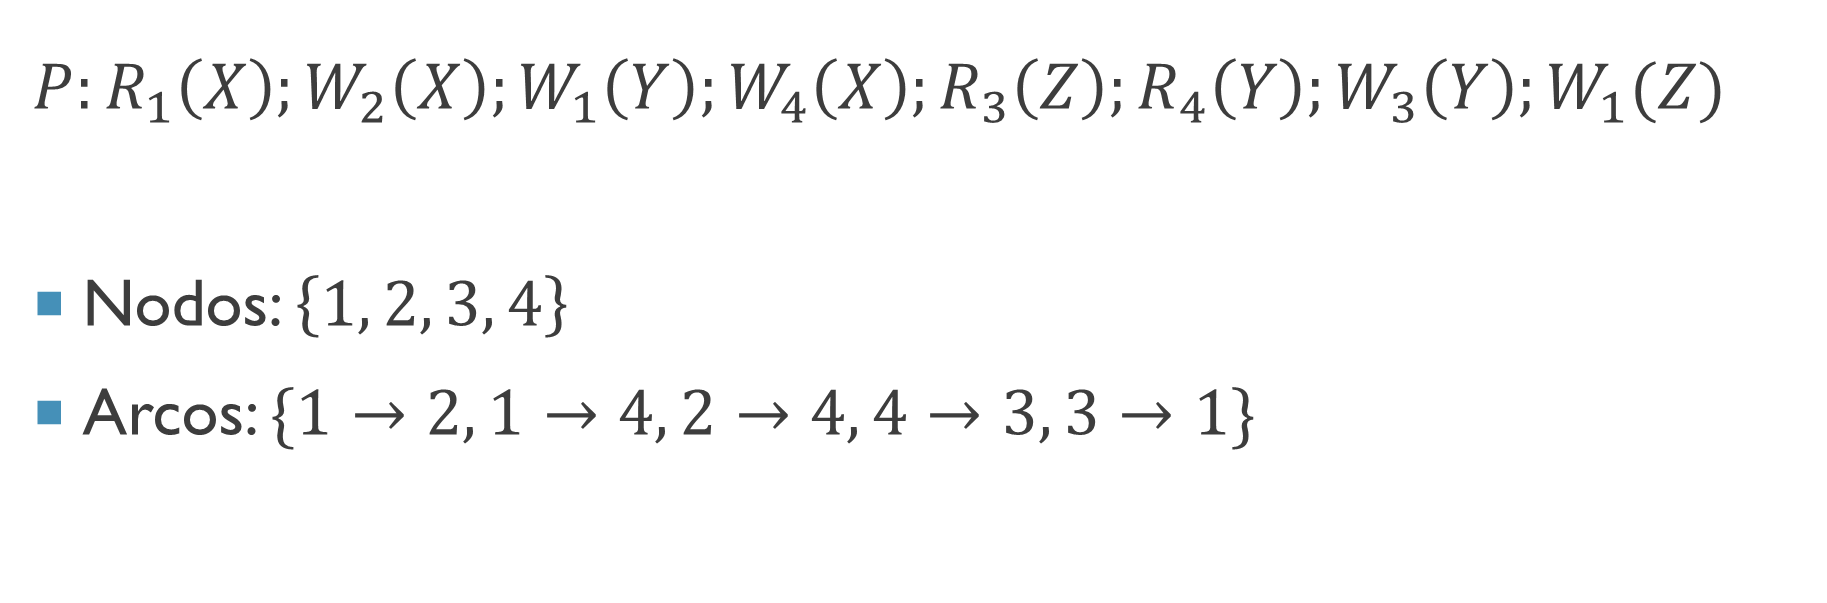 P: R₁(X); W₂(X); W₁(Y); W₄(X); R₃(Z); R₄(Y); W₃(Y); W₁(Z)
▪ Nodos: {1, 2, 3, 4}
▪ Arcos: {1 → 2, 1 → 4, 2 → 4, 4 → 3, 3 → 1}